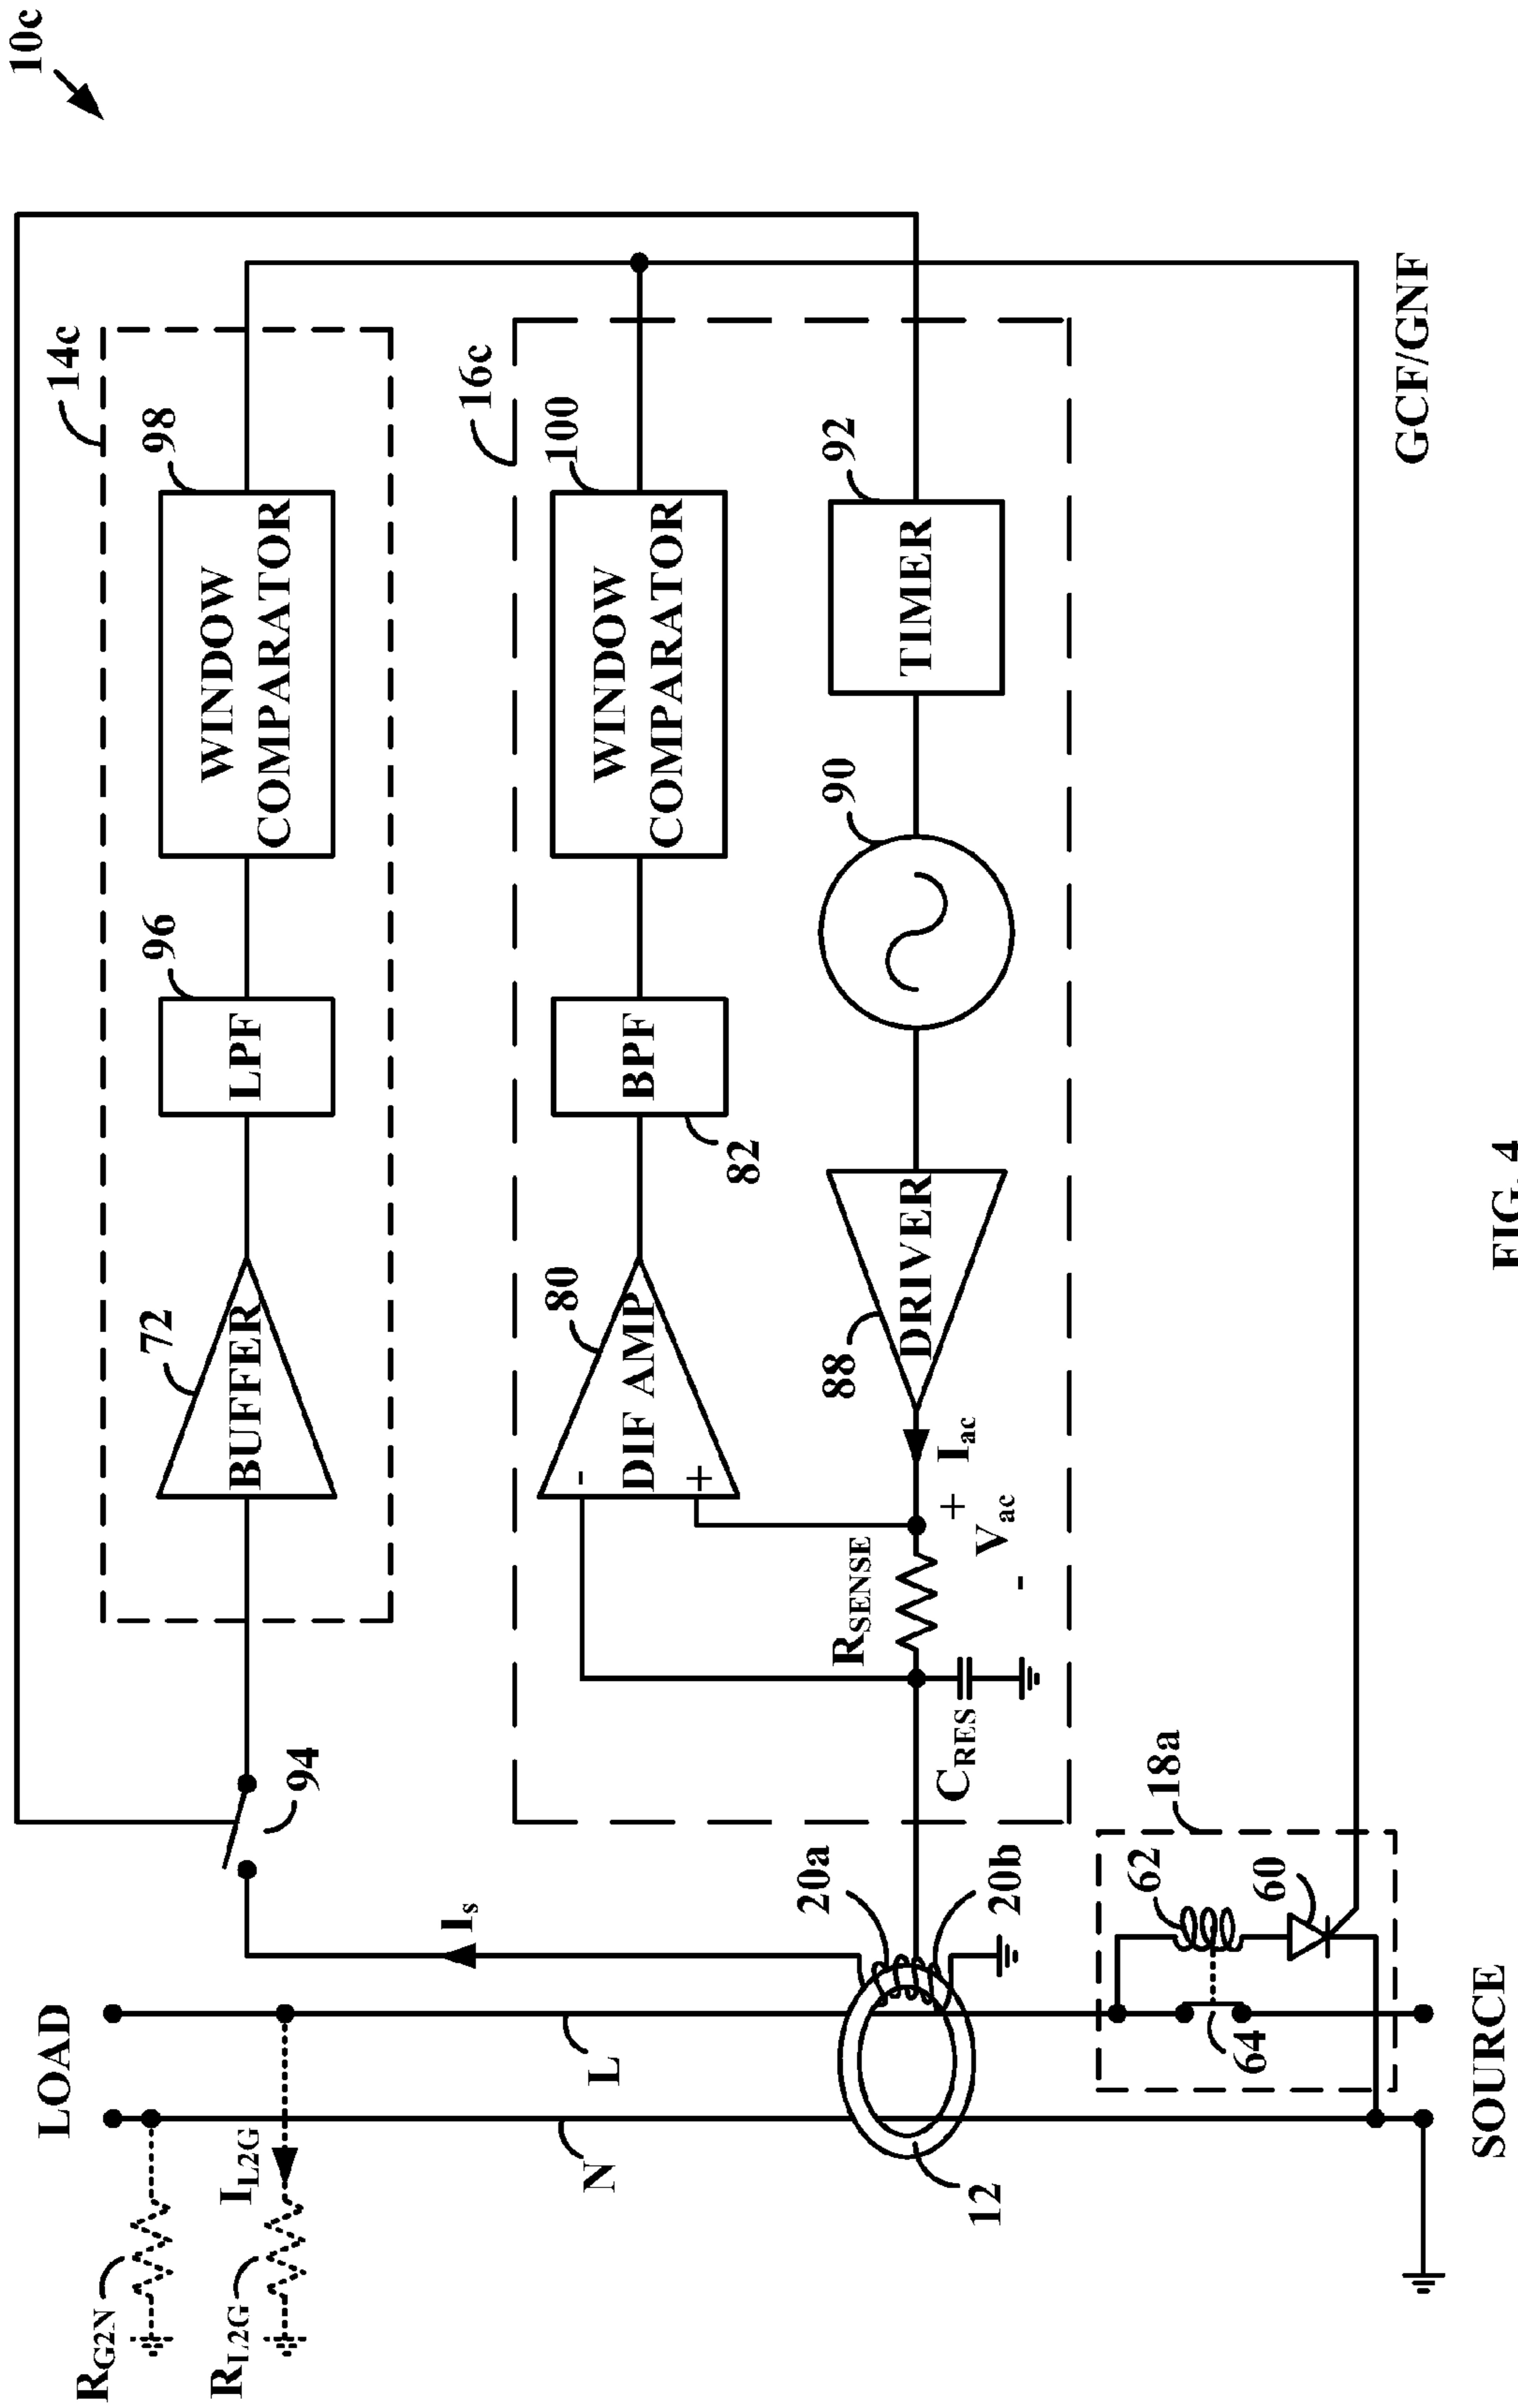 10c
14c
98
WINDOW
COMPARATOR
96
LPF
72
BUFFER
94
16c
100
WINDOW
COMPARATOR
BPF
82
80
DIF AMP
-
+
92
TIMER
90
DRIVER
88
Iac
+
Vac
-
RSENSE
CRES
Is
20a
20b
LOAD
L
N
12
IL2G
RG2N
RL2G
18a
62
60
64
SOURCE
GCF/GNF
FIG. 4